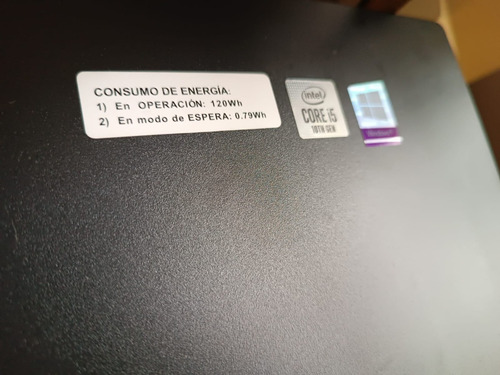 CONSUMO DE ENERGÍA:
1) En OPERACIÓN: 120Wh
2) En modo de ESPERA: 0.79Wh
intel
CORE i5
10TH GEN